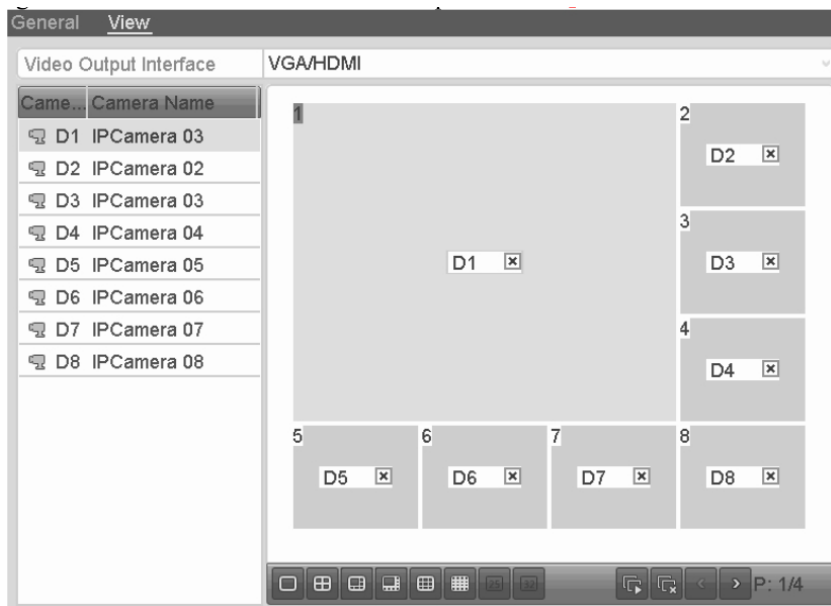 General View
Video Output Interface VGA/HDMI
Came... Camera Name
D1 IPCamera 03
D2 IPCamera 02
D3 IPCamera 03
D4 IPCamera 04
D5 IPCamera 05
D6 IPCamera 06
D7 IPCamera 07
D8 IPCamera 08
1
D1
2
D2
3
D3
4
D4
5 6 7 8
D5 D6 D7 D8
P: 1/4